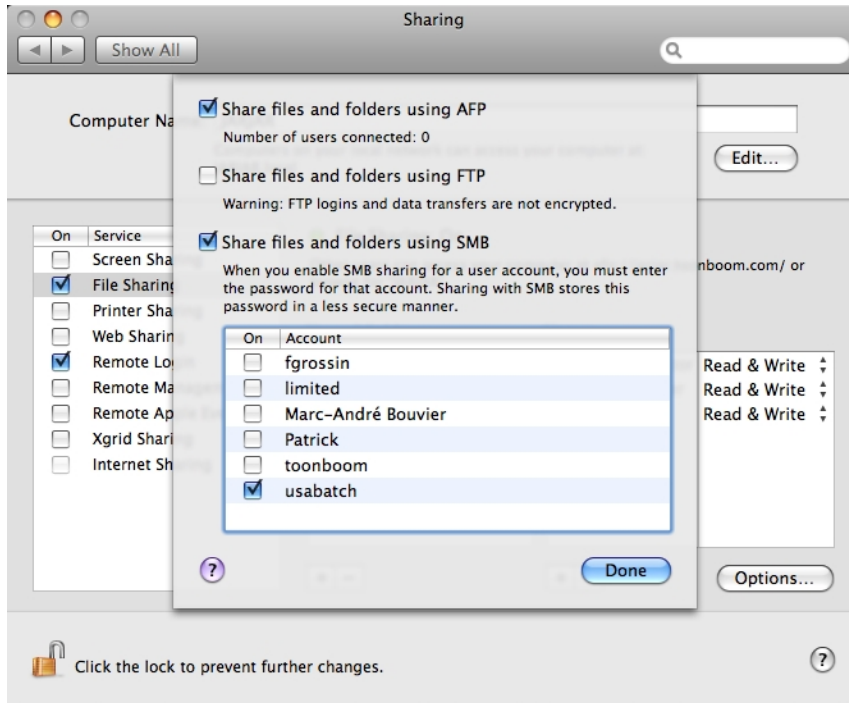 Sharing
Show All
Computer Na
Edit...
Share files and folders using AFP
Number of users connected: 0
Share files and folders using FTP
Warning: FTP logins and data transfers are not encrypted.
Share files and folders using SMB
When you enable SMB sharing for a user account, you must enter
the password for that account. Sharing with SMB stores this
password in a less secure manner.
On Account
fgrossin
limited
Marc-André Bouvier
Patrick
toonboom
usabatch
Done
On Service
Screen Sha
File Sharing
Printer Sha
Web Sharin
Remote Lo
Remote Ma
Remote Ap
Xgrid Shari
Internet Sh
nboom.com/ or
Read & Write
Read & Write
Read & Write
Options...
Click the lock to prevent further changes.